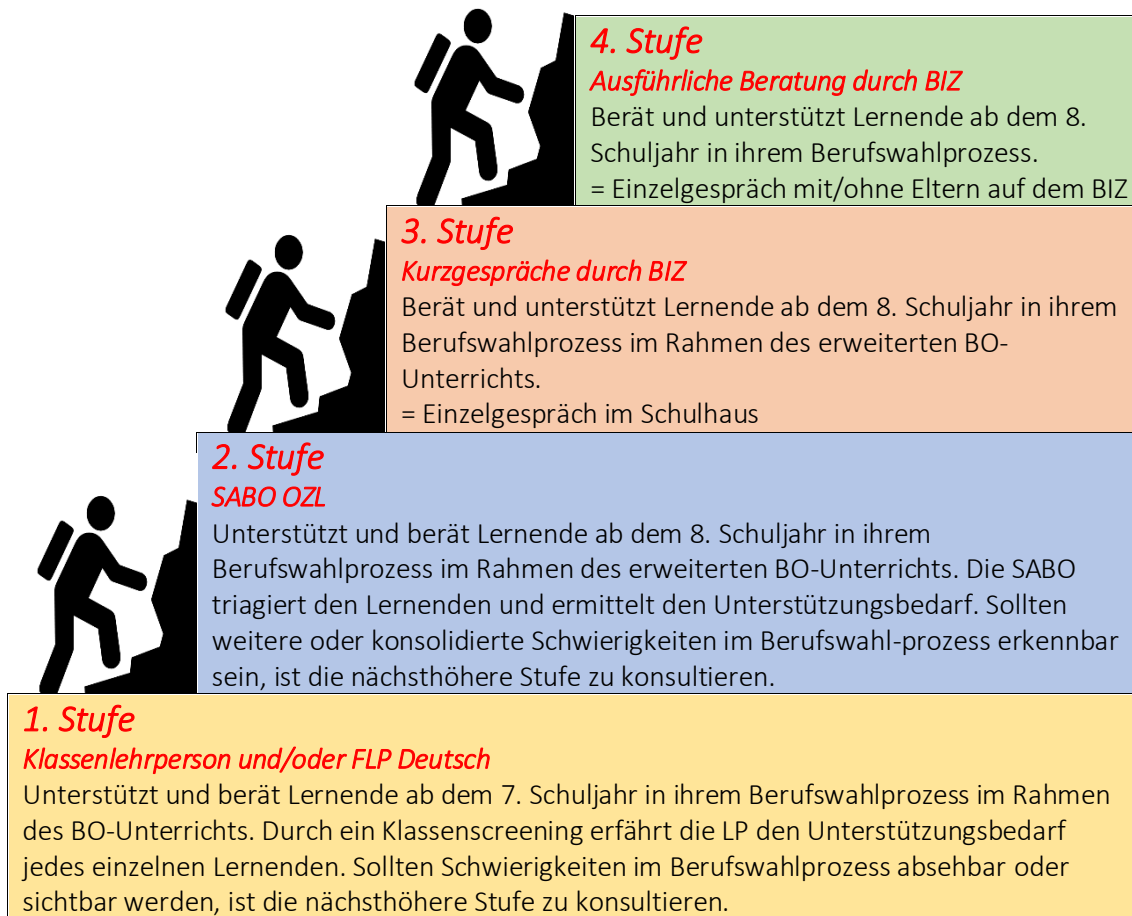 4. Stufe
Ausführliche Beratung durch BIZ
Berät und unterstützt Lernende ab dem 8.
Schuljahr in ihrem Berufswahlprozess.
= Einzelgespräch mit/ohne Eltern auf dem BIZ
3. Stufe
Kurzgespräche durch BIZ
Berät und unterstützt Lernende ab dem 8. Schuljahr in ihrem
Berufswahlprozess im Rahmen des erweiterten BO-
Unterrichts.
= Einzelgespräch im Schulhaus
2. Stufe
SABO OZL
Unterstützt und berät Lernende ab dem 8. Schuljahr in ihrem
Berufswahlprozess im Rahmen des erweiterten BO-Unterrichts. Die SABO
triagiert den Lernenden und ermittelt den Unterstützungsbedarf. Sollten
weitere oder konsolidierte Schwierigkeiten im Berufswahl-prozess erkennbar
sein, ist die nächsthöhere Stufe zu konsultieren.
1. Stufe
Klassenlehrperson und/oder FLP Deutsch
Unterstützt und berät Lernende ab dem 7. Schuljahr in ihrem Berufswahlprozess im Rahmen
des BO-Unterrichts. Durch ein Klassenscreening erfährt die LP den Unterstützungsbedarf
jedes einzelnen Lernenden. Sollten Schwierigkeiten im Berufswahlprozess absehbar oder
sichtbar werden, ist die nächsthöhere Stufe zu konsultieren.